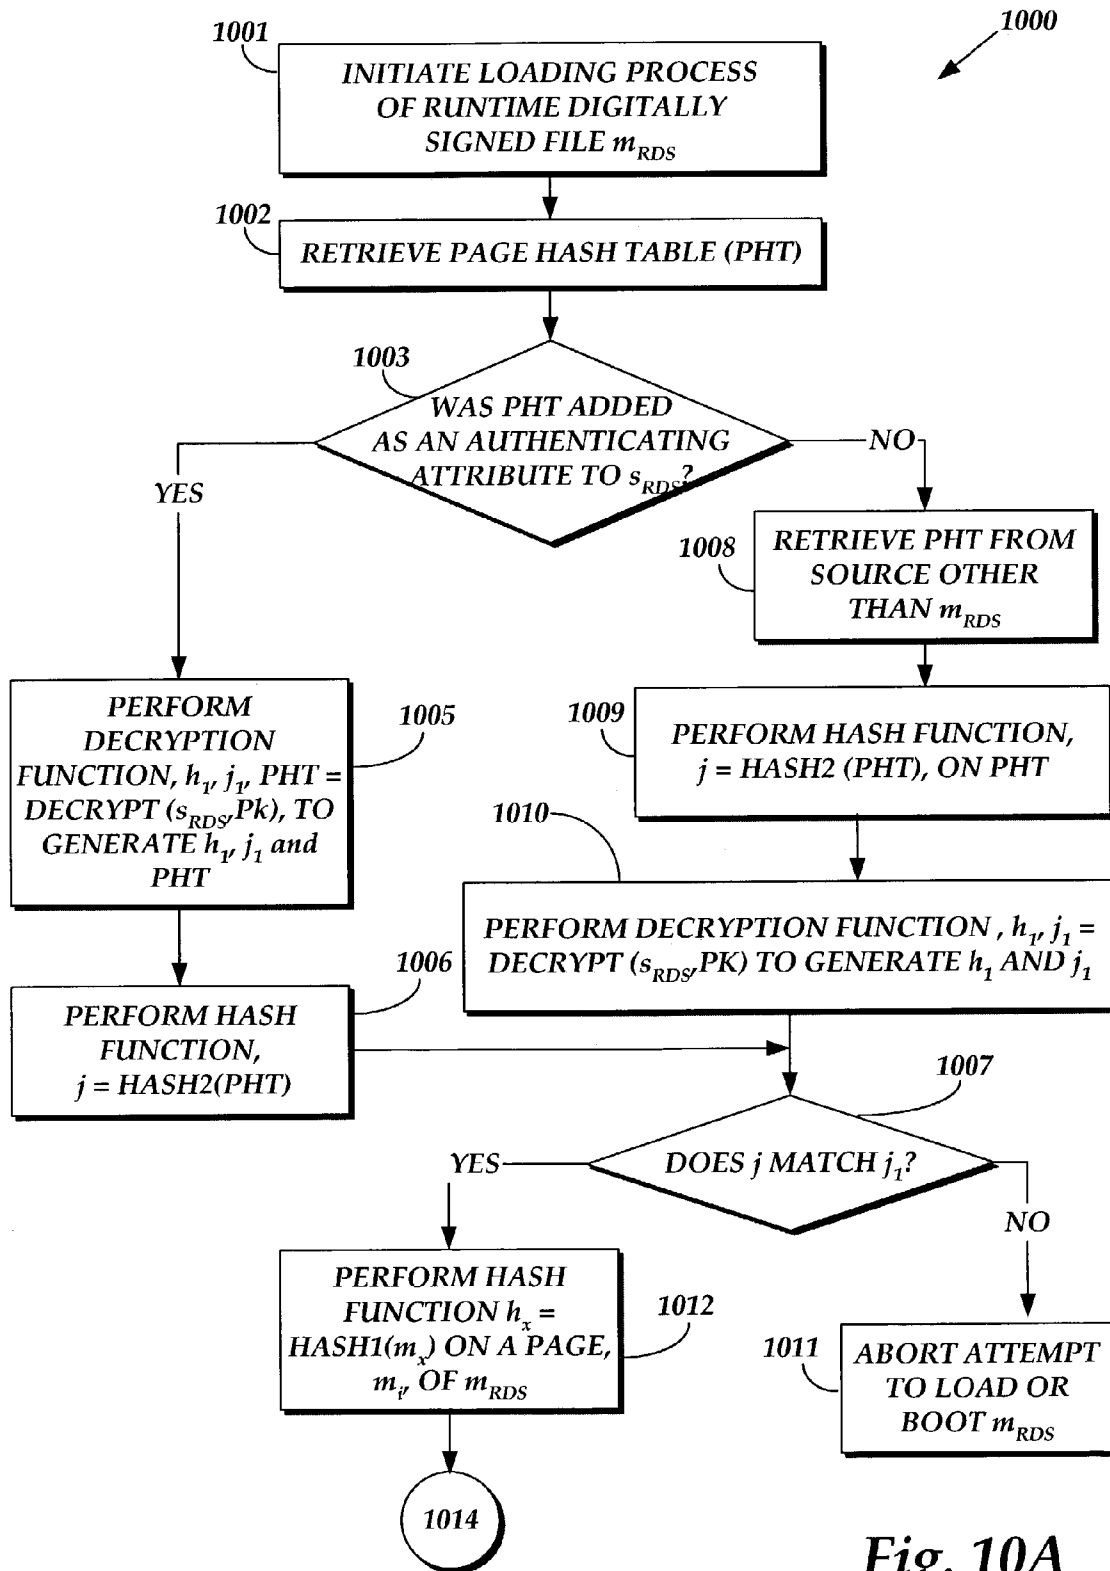 1000
1001
INITIATE LOADING PROCESS
OF RUNTIME DIGITALLY
SIGNED FILE m_RDS
1002
RETRIEVE PAGE HASH TABLE (PHT)
1003
WAS PHT ADDED
AS AN AUTHENTICATING
ATTRIBUTE TO s_RDS?
YES
NO
1008
RETRIEVE PHT FROM
SOURCE OTHER
THAN m_RDS
1005
PERFORM
DECRYPTION
FUNCTION, h_1, j_1, PHT =
DECRYPT (s_RDS, Pk), TO
GENERATE h_1, j_1 and
PHT
1009
PERFORM HASH FUNCTION,
j = HASH2 (PHT), ON PHT
1010
PERFORM DECRYPTION FUNCTION , h_1, j_1 =
DECRYPT (s_RDS, PK) TO GENERATE h_1 AND j_1
1006
PERFORM HASH
FUNCTION,
j = HASH2(PHT)
1007
DOES j MATCH j_1?
YES
NO
1012
PERFORM HASH
FUNCTION h_x =
HASH1(m_x) ON A PAGE,
m_i, OF m_RDS
1011
ABORT ATTEMPT
TO LOAD OR
BOOT m_RDS
1014
Fig. 10A